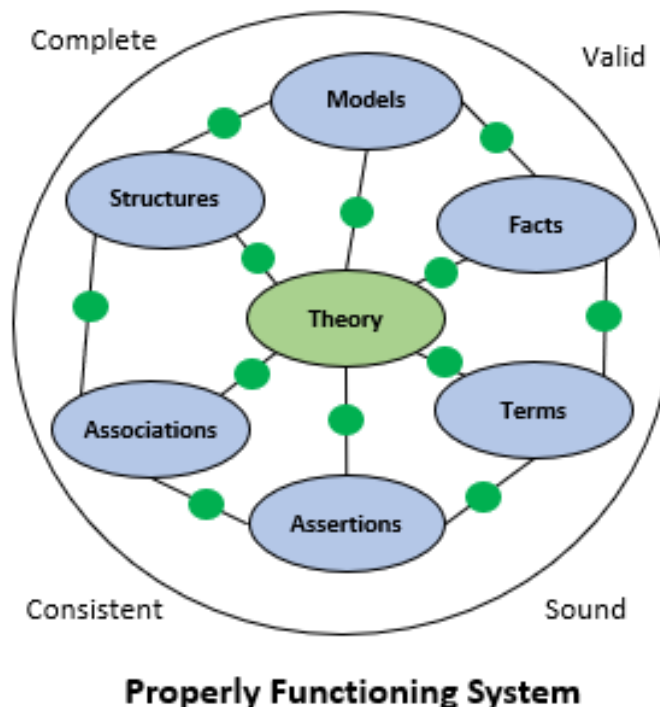 Complete
Valid
Models
Structures
Facts
Theory
Associations
Terms
Assertions
Consistent
Sound
Properly Functioning System